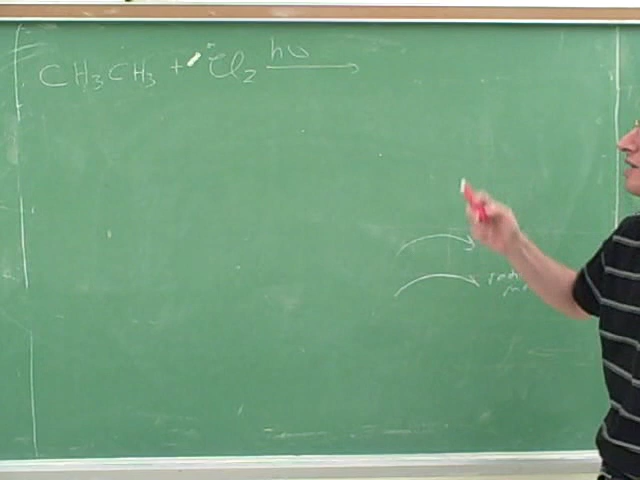 CH₃CH₃ + Cl₂ hν →